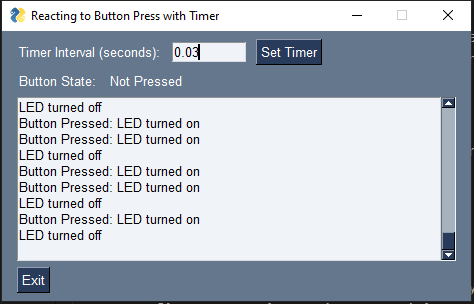 Reacting to Button Press with Timer
Timer Interval (seconds): 0.03 Set Timer
Button State: Not Pressed
LED turned off
Button Pressed: LED turned on
Button Pressed: LED turned on
LED turned off
Button Pressed: LED turned on
Button Pressed: LED turned on
LED turned off
Button Pressed: LED turned on
LED turned off
Exit